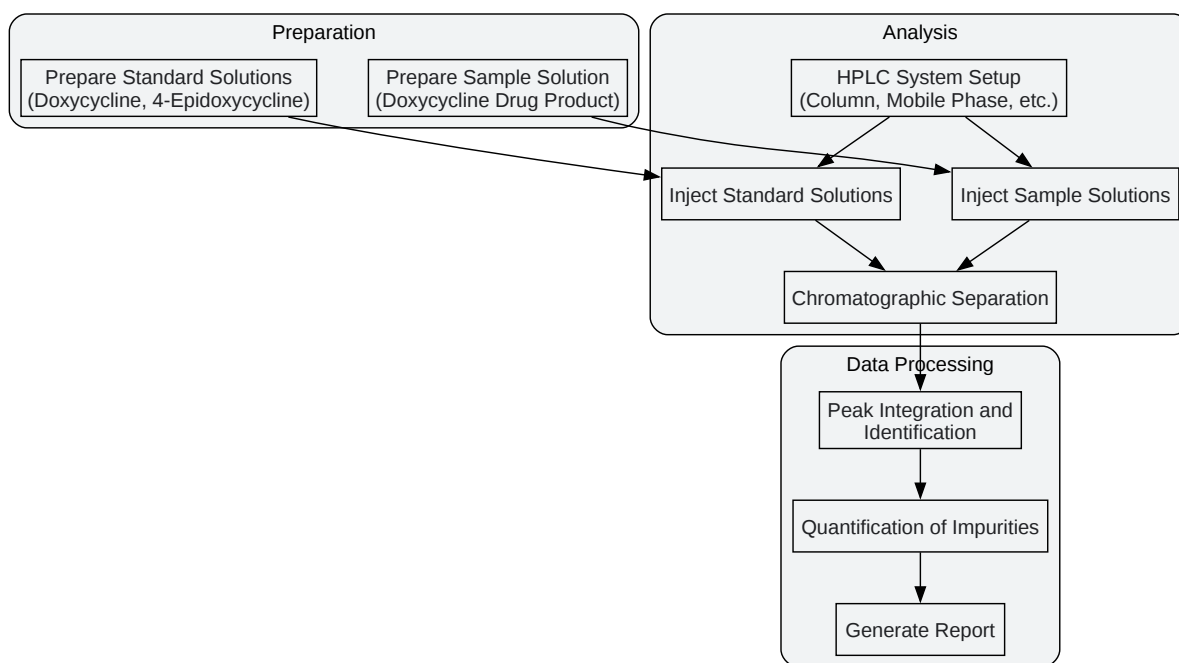 Preparation
Prepare Standard Solutions
(Doxycycline, 4-Epidoxycycline)
Prepare Sample Solution
(Doxycycline Drug Product)
Analysis
HPLC System Setup
(Column, Mobile Phase, etc.)
Inject Standard Solutions
Inject Sample Solutions
Chromatographic Separation
Data Processing
Peak Integration and
Identification
Quantification of Impurities
Generate Report